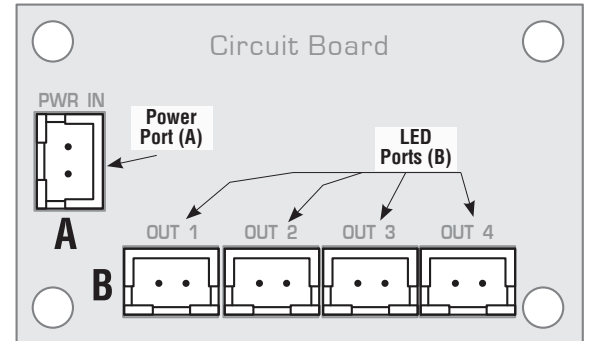 Circuit Board
PWR IN
Power
Port (A)
LED
Ports (B)
A
OUT 1 OUT 2 OUT 3 OUT 4
B